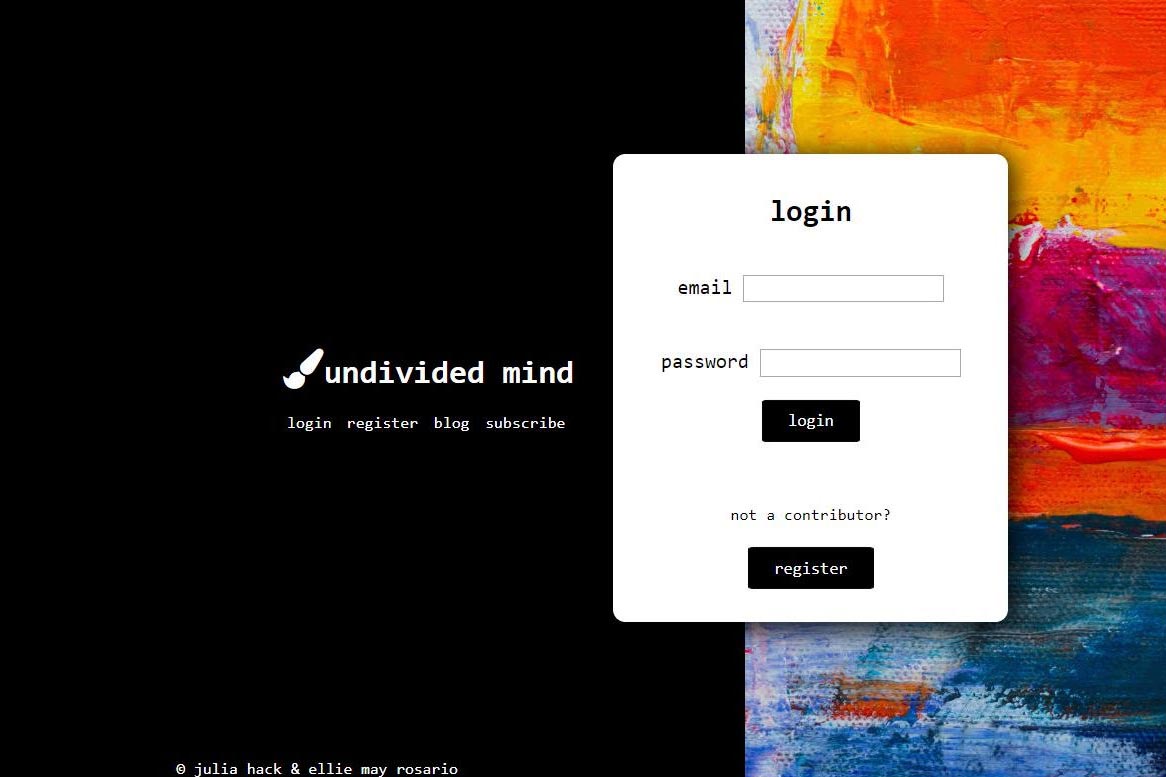 undivided mind
login register blog subscribe
© julia hack & ellie may rosario
login
email
password
login
not a contributor?
register